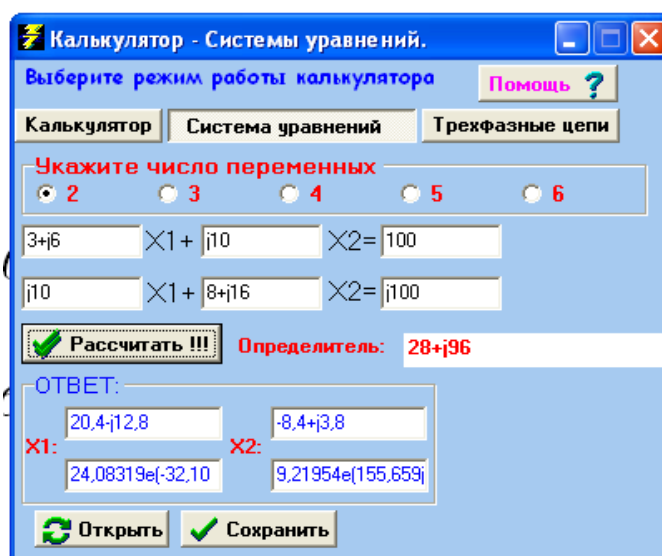 Калькулятор - Системы уравнений.
Выберите режим работы калькулятора Помощь ?
Калькулятор Система уравнений Трехфазные цепи
Укажите число переменных
2 3 4 5 6
3+j6 X1+ j10 X2= 100
j10 X1+ 8+j16 X2= j100
Рассчитать !!! Определитель: 28+j96
ОТВЕТ:
X1: 20,4-j12,8 X2: -8,4+j3,8
24,08319e(-32,10 9,21954e(155,659j
Открыть Сохранить